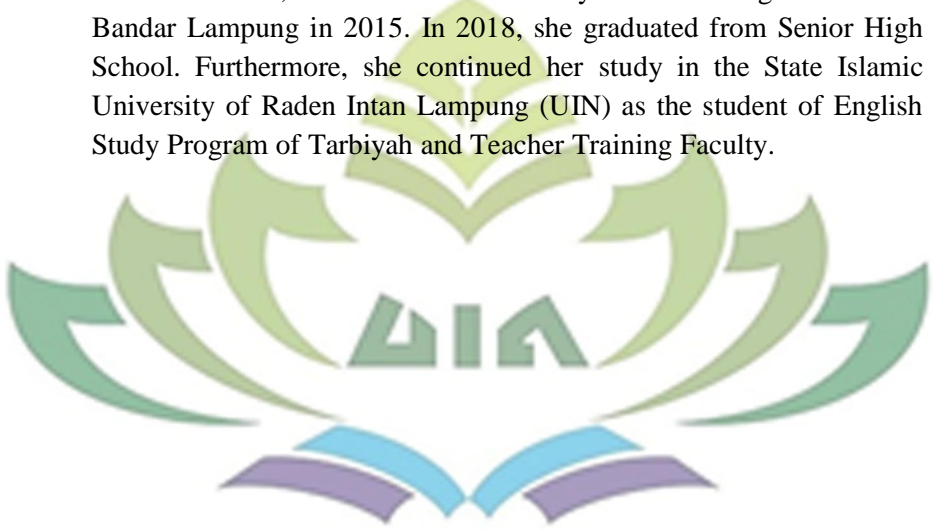 Bandar Lampung in 2015. In 2018, she graduated from Senior High
School. Furthermore, she continued her study in the State Islamic
University of Raden Intan Lampung (UIN) as the student of English
Study Program of Tarbiyah and Teacher Training Faculty.
UIN